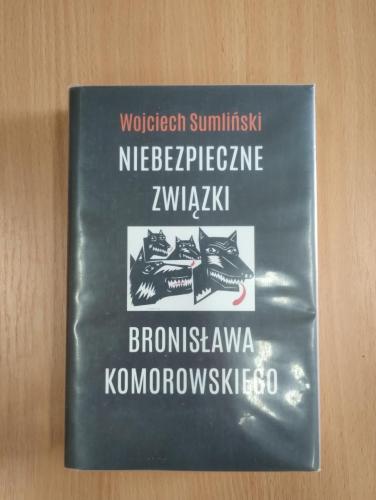 Wojciech Sumliński
NIEBEZPIECZNE
ZWIĄZKI
BRONISŁAWA
KOMOROWSKIEGO